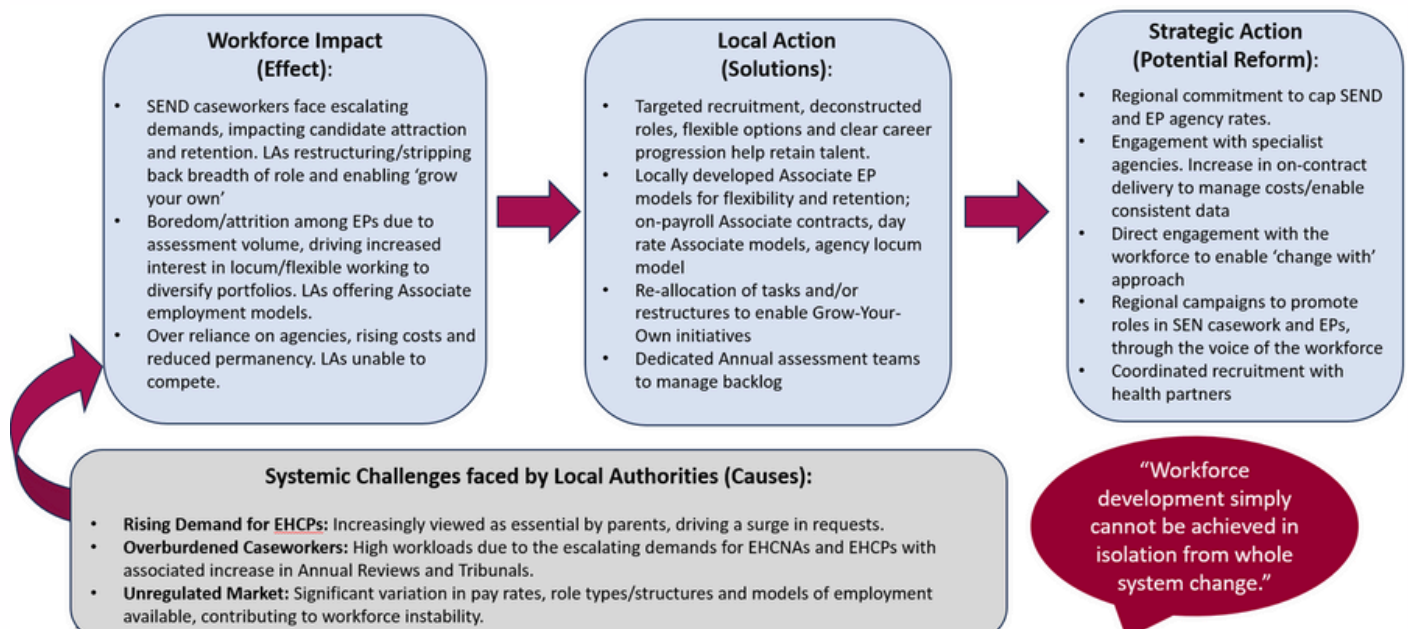 Workforce Impact
(Effect):
• SEND caseworkers face escalating
demands, impacting candidate attraction
and retention. LAs restructuring/stripping
back breadth of role and enabling ‘grow
your own’
• Boredom/attrition among EPs due to
assessment volume, driving increased
interest in locum/flexible working to
diversify portfolios. LAs offering Associate
employment models.
• Over reliance on agencies, rising costs and
reduced permanency. LAs unable to
compete.
Local Action
(Solutions):
• Targeted recruitment, deconstructed
roles, flexible options and clear career
progression help retain talent.
• Locally developed Associate EP
models for flexibility and retention;
on-payroll Associate contracts, day
rate Associate models, agency locum
model
• Re-allocation of tasks and/or
restructures to enable Grow-Your-
Own initiatives
• Dedicated Annual assessment teams
to manage backlog
Strategic Action
(Potential Reform):
• Regional commitment to cap SEND
and EP agency rates.
• Engagement with specialist
agencies. Increase in on-contract
delivery to manage costs/enable
consistent data
• Direct engagement with the
workforce to enable ‘change with’
approach
• Regional campaigns to promote
roles in SEN casework and EPs,
through the voice of the workforce
• Coordinated recruitment with
health partners
Systemic Challenges faced by Local Authorities (Causes):
• Rising Demand for EHCPs: Increasingly viewed as essential by parents, driving a surge in requests.
• Overburdened Caseworkers: High workloads due to the escalating demands for EHCNAs and EHCPs with
associated increase in Annual Reviews and Tribunals.
• Unregulated Market: Significant variation in pay rates, role types/structures and models of employment
available, contributing to workforce instability.
“Workforce
development simply
cannot be achieved in
isolation from whole
system change.”